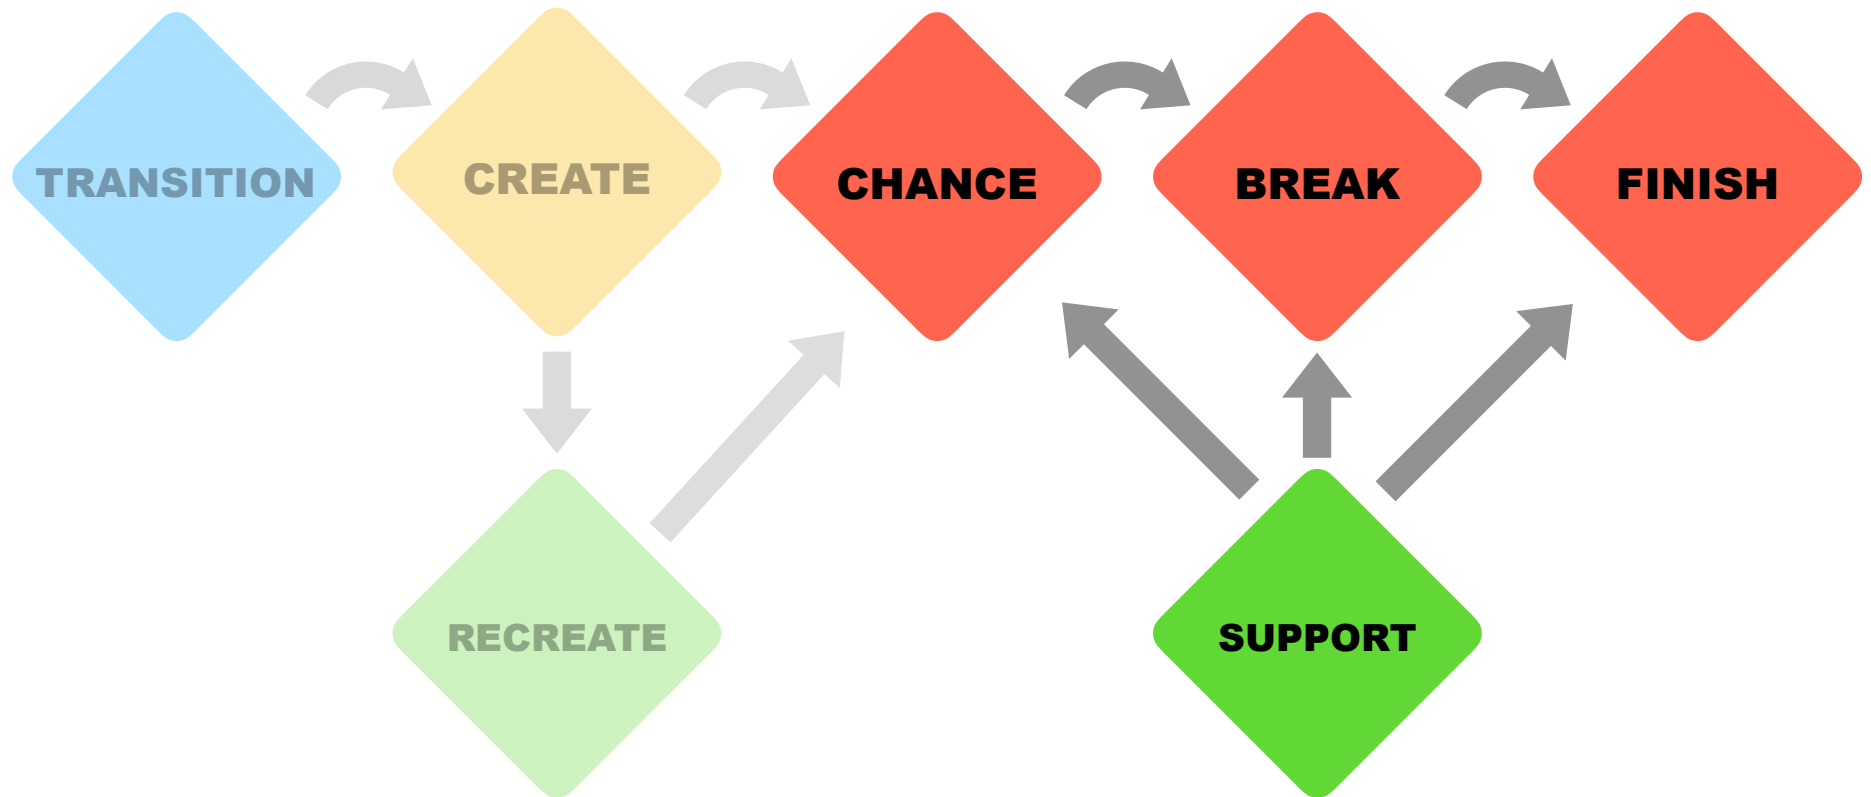 TRANSITION
CREATE
CHANCE
BREAK
FINISH
RECREATE
SUPPORT